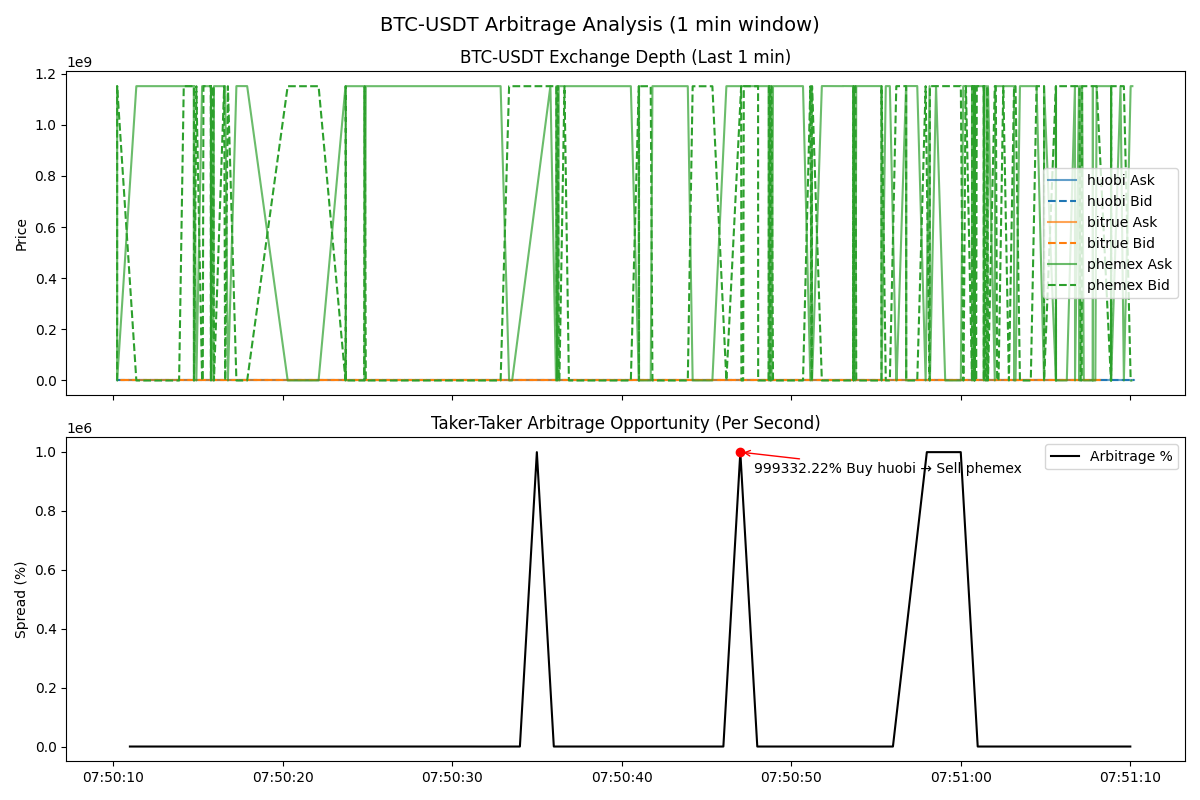 BTC-USDT Arbitrage Analysis (1 min window)
BTC-USDT Exchange Depth (Last 1 min)
1e9
1.2
1.0
0.8
0.6
0.4
0.2
0.0
Price
huobi Ask
huobi Bid
bitrue Ask
bitrue Bid
phemex Ask
phemex Bid
Taker-Taker Arbitrage Opportunity (Per Second)
1e6
1.0
0.8
0.6
0.4
0.2
0.0
Spread (%)
Arbitrage %
999332.22% Buy huobi → Sell phemex
07:50:10 07:50:20 07:50:30 07:50:40 07:50:50 07:51:00 07:51:10